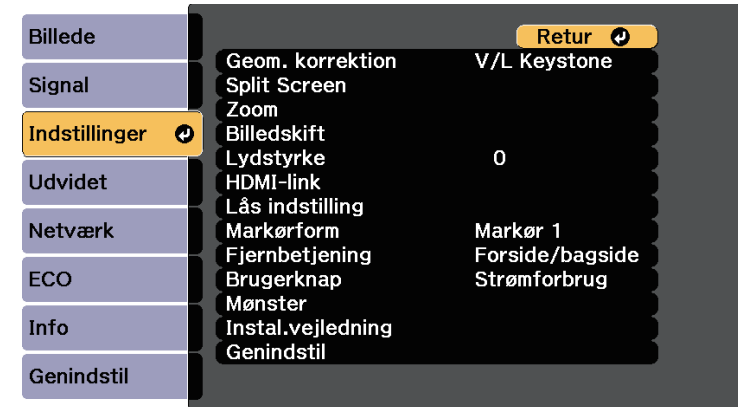 Billede
Signal
Indstillinger
Udvidet
Netværk
ECO
Info
Genindstil
Retur
Geom. korrektion V/L Keystone
Split Screen
Zoom
Billedskift
Lydstyrke 0
HDMI-link
Lås indstilling
Markørform Markør 1
Fjernbetjening Forside/bagside
Brugerknap Strømforbrug
Mønster
Instal.vejledning
Genindstil